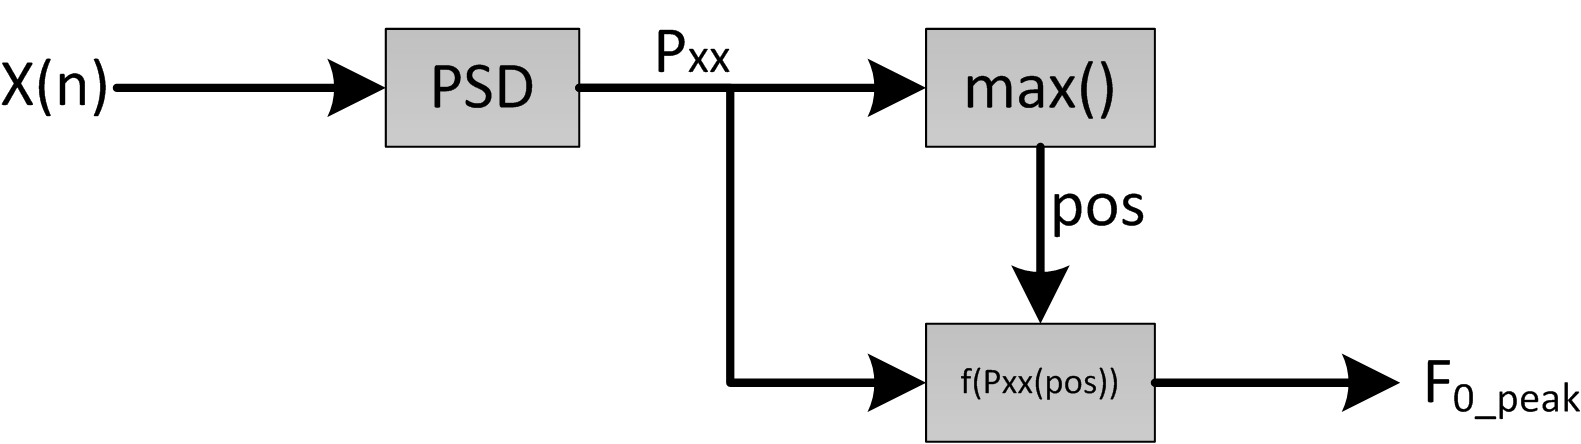 X(n)
PSD
Pxx
max()
pos
f(Pxx(pos))
F0_peak